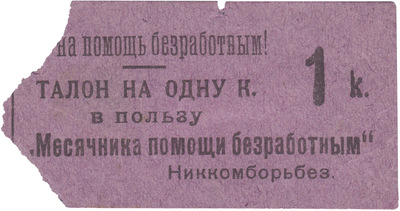 на помощь безработным!
ТАЛОН НА ОДНУ К. 1 к.
в пользу
„Месячника помощи безработным“
Никкомборьбез.